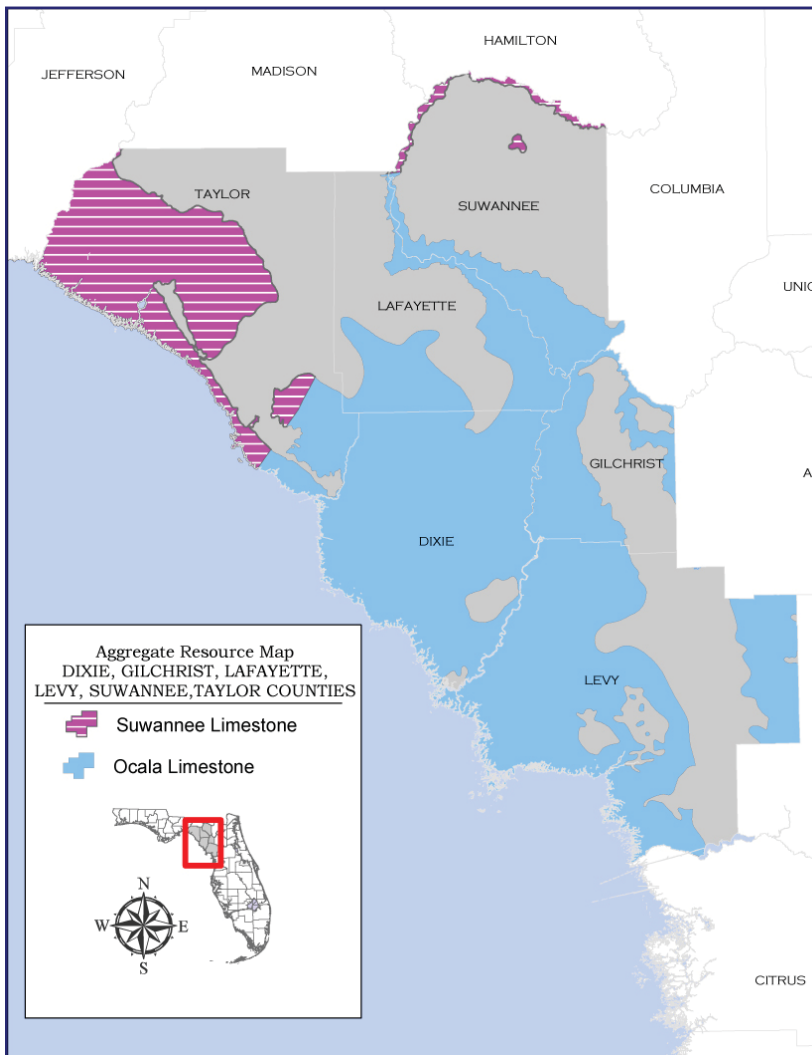 HAMILTON
JEFFERSON
MADISON
TAYLOR
COLUMBIA
SUWANNEE
UNIO
LAFAYETTE
GILCHRIST
A
DIXIE
LEVY
CITRUS
Aggregate Resource Map
DIXIE, GILCHRIST, LAFAYETTE,
LEVY, SUWANNEE,TAYLOR COUNTIES
Suwannee Limestone
Ocala Limestone
N
W E
S